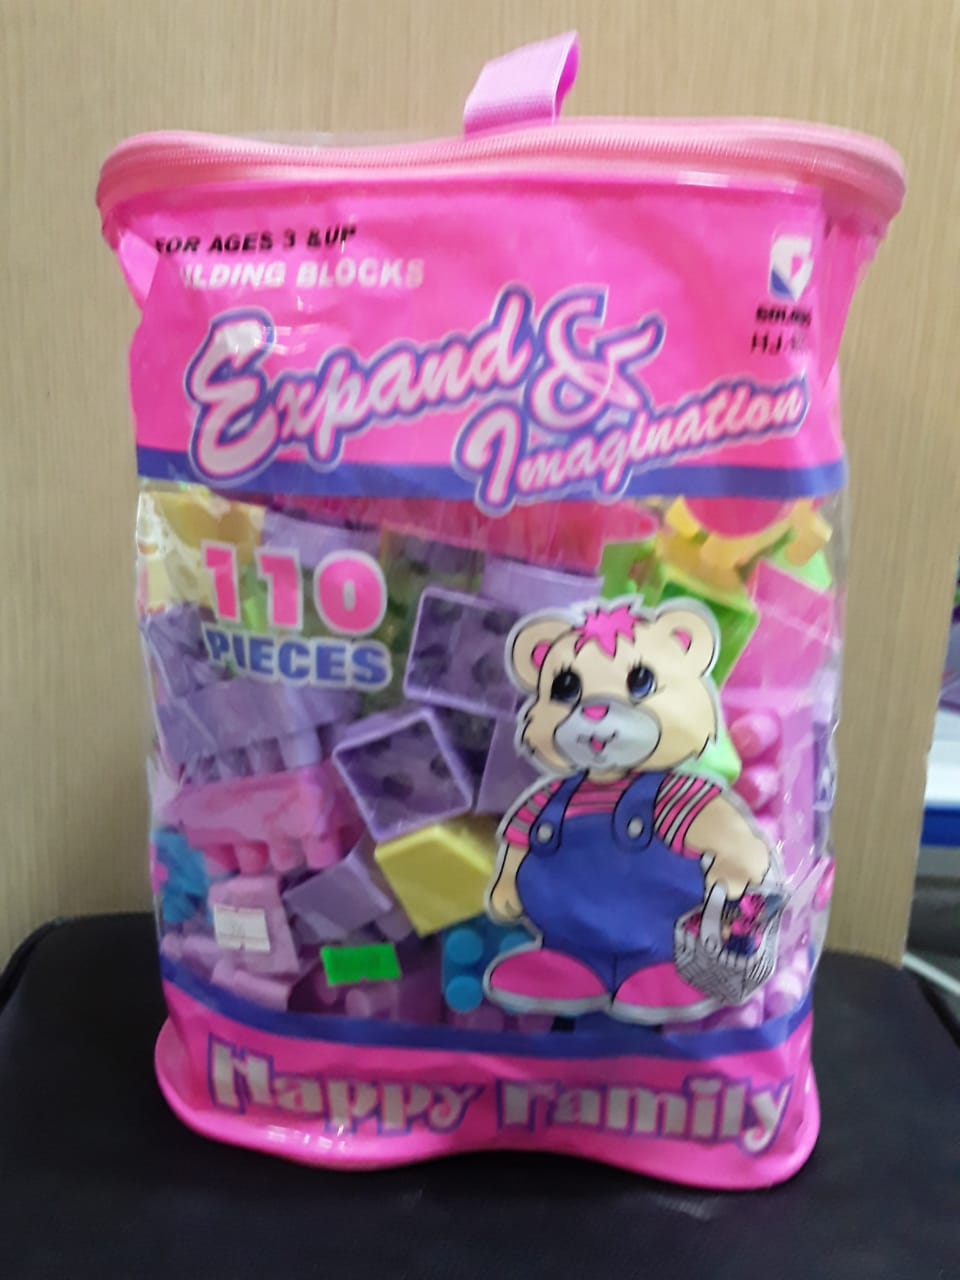 FOR AGES 3 &UP
BUILDING BLOCKS
Expand &
Imagination
110
PIECES
Happy Family